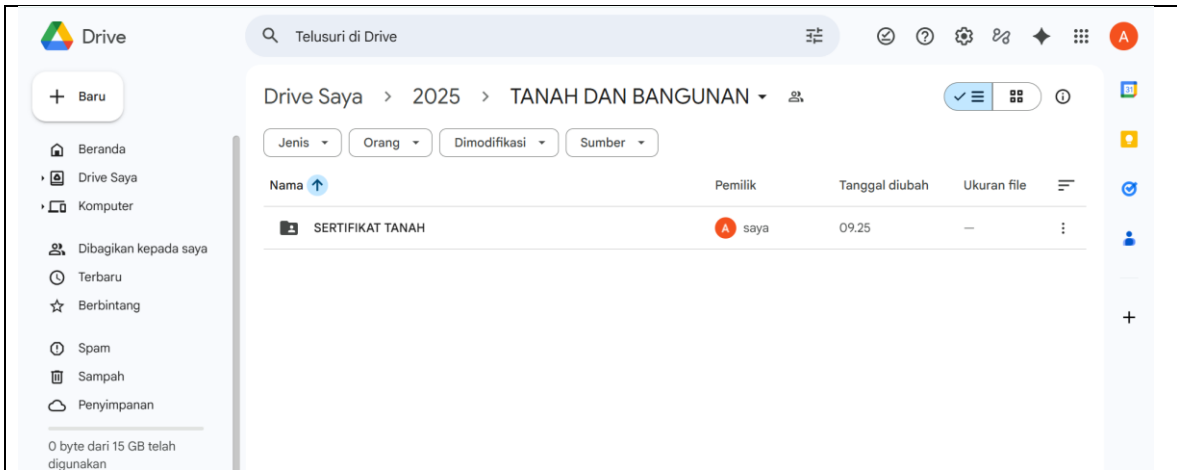 Drive
Telusuri di Drive
A
Baru
Drive Saya > 2025 > TANAH DAN BANGUNAN
31
Jenis Orang Dimodifikasi Sumber
Beranda
Drive Saya
Komputer
Nama Pemilik Tanggal diubah Ukuran file
SERTIFIKAT TANAH A saya 09.25 —
Dibagikan kepada saya
Terbaru
Berbintang
Spam
Sampah
Penyimpanan
0 byte dari 15 GB telah
digunakan